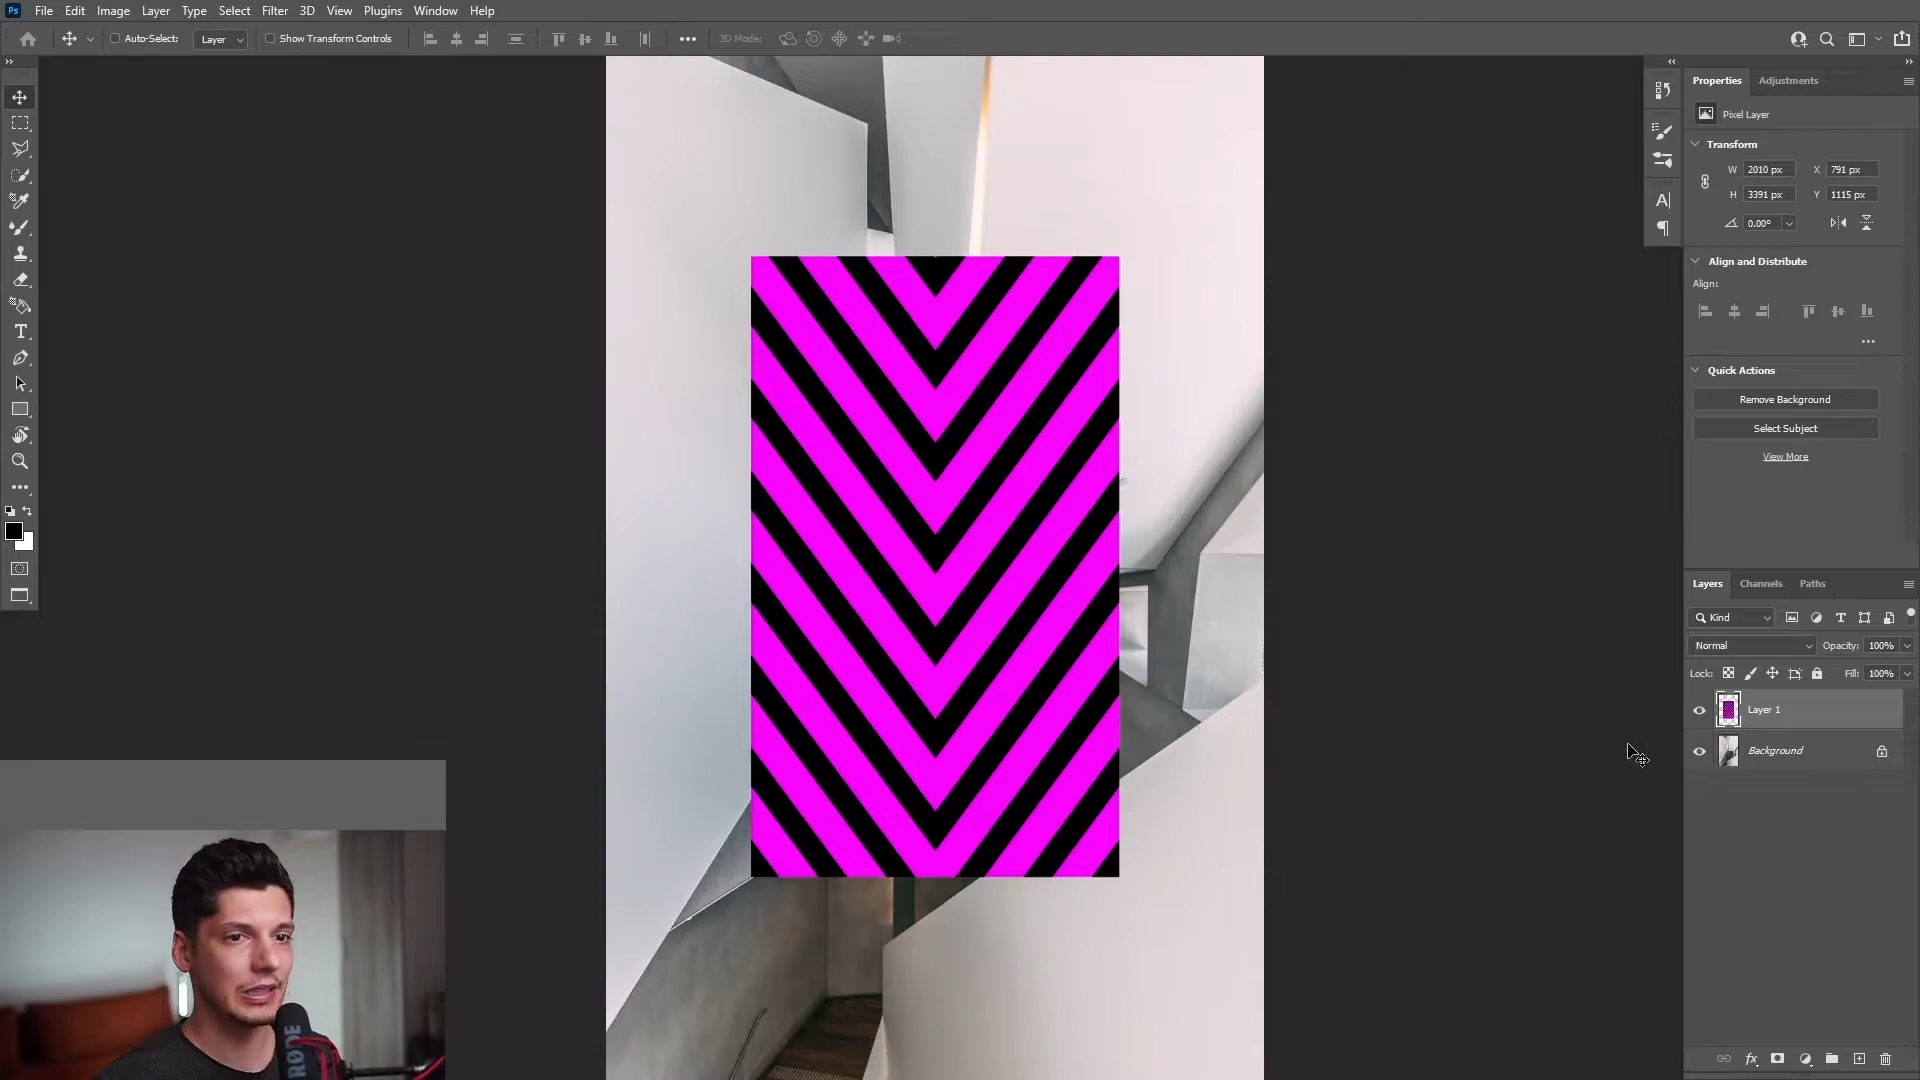 Ps File Edit Image Layer Type Select Filter 3D View Plugins Window Help
Auto-Select: Layer Show Transform Controls 3D Mode:
Properties Adjustments
Pixel Layer
Transform
W 2010 px X 791 px
H 3391 px Y 1115 px
0.00°
Align and Distribute
Align:
Quick Actions
Remove Background
Select Subject
View More
Layers Channels Paths
Kind
Normal Opacity: 100%
Lock: Fill: 100%
Layer 1
Background
fx
RØDE